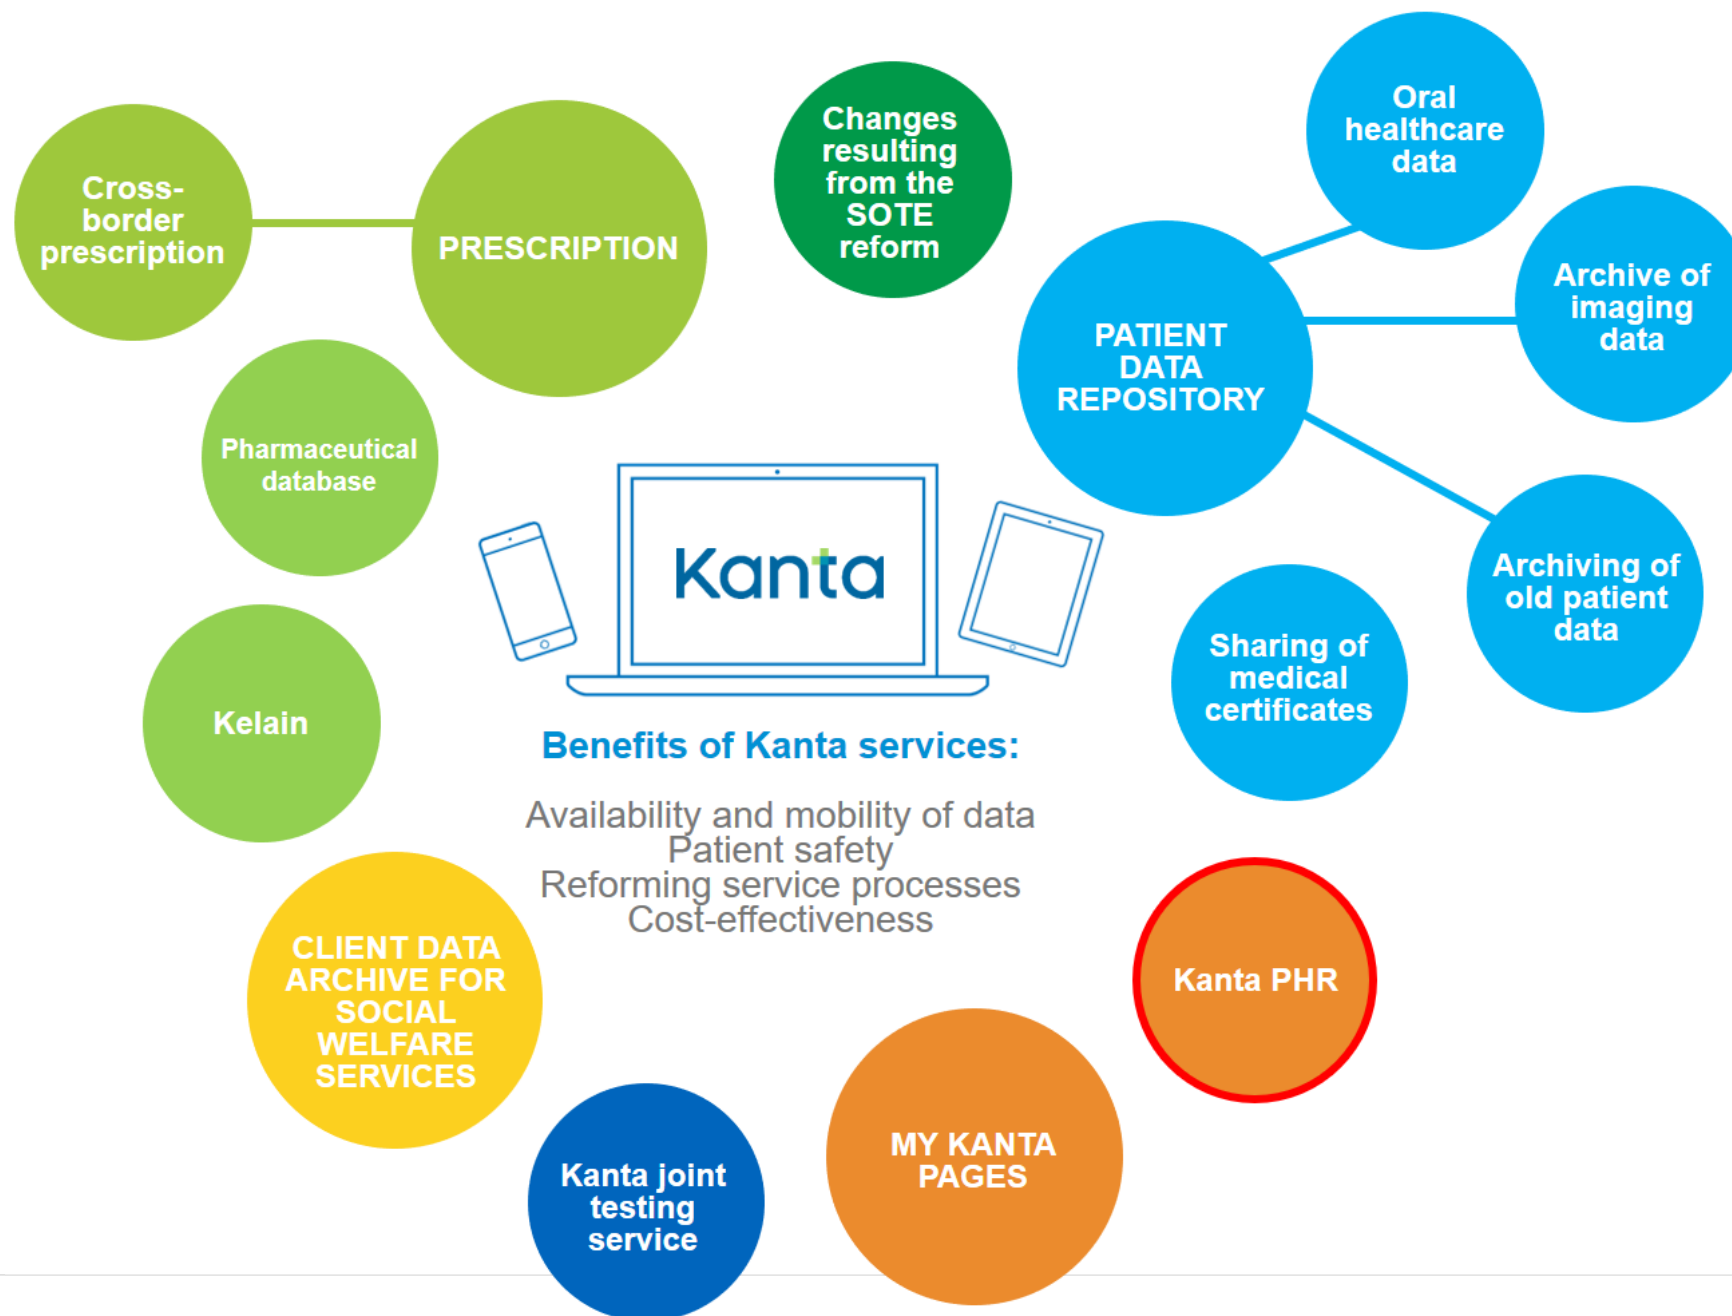 Cross-
border
prescription
PRESCRIPTION
Changes
resulting
from the
SOTE
reform
Oral
healthcare
data
PATIENT
DATA
REPOSITORY
Archive of
imaging
data
Pharmaceutical
database
Kanta
Archiving of
old patient
data
Sharing of
medical
certificates
Kelain
Benefits of Kanta services:
Availability and mobility of data
Patient safety
Reforming service processes
Cost-effectiveness
CLIENT DATA
ARCHIVE FOR
SOCIAL
WELFARE
SERVICES
Kanta PHR
Kanta joint
testing
service
MY KANTA
PAGES